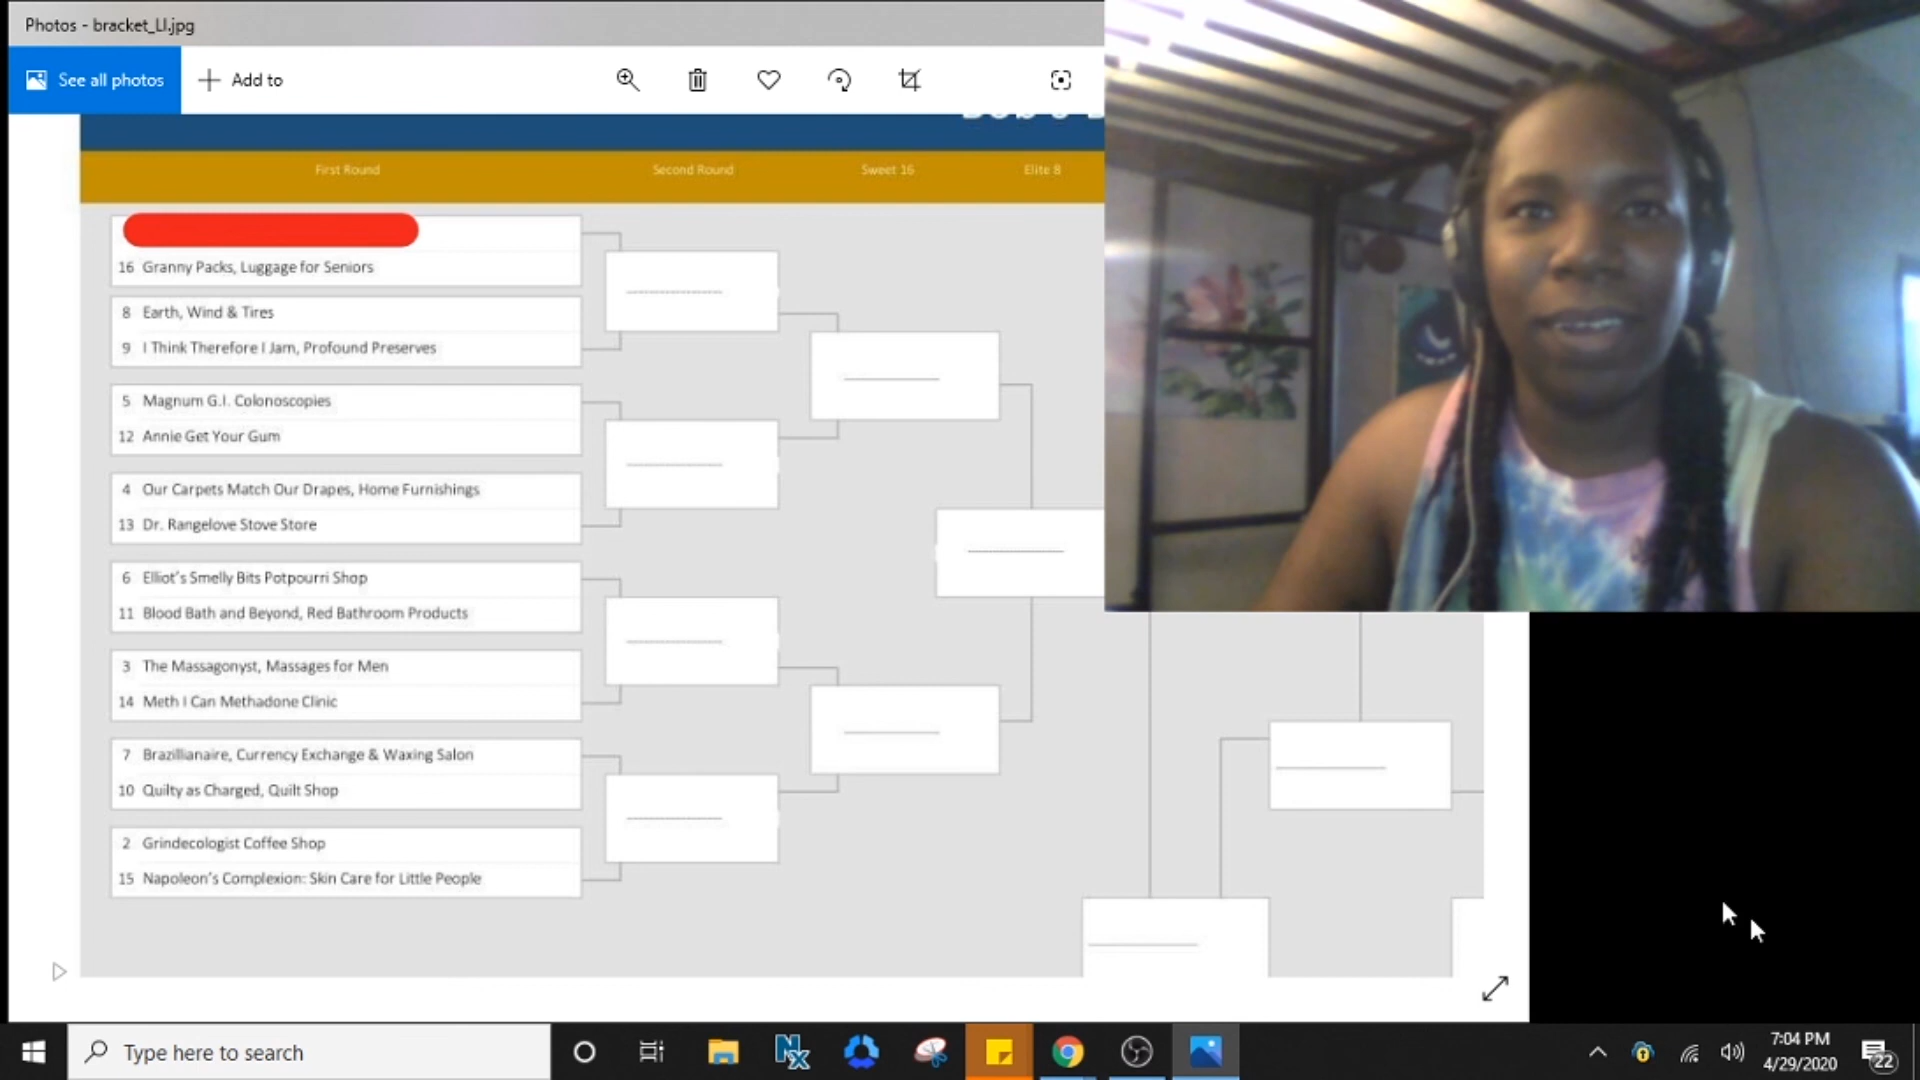 Photos - bracket_LI.jpg
See all photos
Add to
First Round
Second Round
Sweet 16
Elite 8
16 Granny Packs, Luggage for Seniors
8 Earth, Wind & Tires
9 I Think Therefore I Jam, Profound Preserves
5 Magnum G.I. Colonoscopies
12 Annie Get Your Gum
4 Our Carpets Match Our Drapes, Home Furnishings
13 Dr. Rangelove Stove Store
6 Elliot's Smelly Bits Potpourri Shop
11 Blood Bath and Beyond, Red Bathroom Products
3 The Massagonyst, Massages for Men
14 Meth I Can Methadone Clinic
7 Brazillianaire, Currency Exchange & Waxing Salon
10 Quilty as Charged, Quilt Shop
2 Grindecologist Coffee Shop
15 Napoleon's Complexion: Skin Care for Little People
Type here to search
Nx
7:04 PM
4/29/2020
22